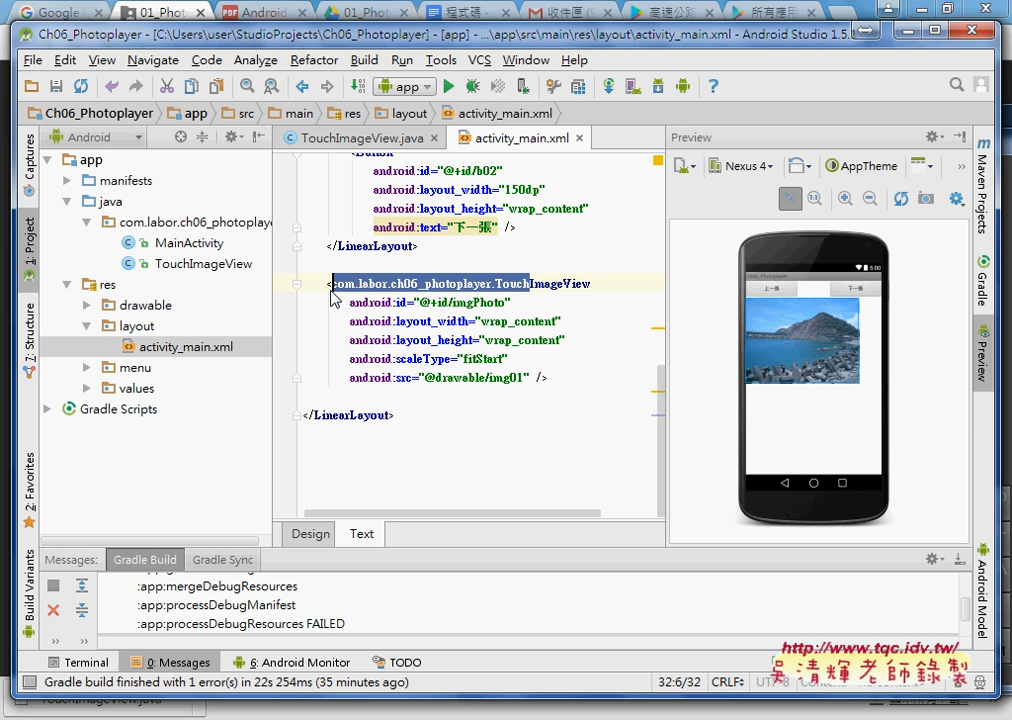 Google
01_Phot
Android
01_Phot
程式碼 -
收件匣 (
高速公路
所有應用
Ch06_Photoplayer - [C:\Users\user\StudioProjects\Ch06_Photoplayer] - [app] - ...\app\src\main\res\layout\activity_main.xml - Android Studio 1.5.
File Edit View Navigate Code Analyze Refactor Build Run Tools VCS Window Help
app
Ch06_Photoplayer app src main res layout activity_main.xml
Android
TouchImageView.java
activity_main.xml
Preview
Captures
1: Project
7: Structure
2: Favorites
Build Variants
app
manifests
java
com.labor.ch06_photoplaye
MainActivity
TouchImageView
res
drawable
layout
activity_main.xml
menu
values
Gradle Scripts
android:id="@+id/b02"
android:layout_width="150dp"
android:layout_height="wrap_content"
android:text="下一張" />
</LinearLayout>
<com.labor.ch06_photoplayer.TouchImageView
android:id="@+id/imgPhoto"
android:layout_width="wrap_content"
android:layout_height="wrap_content"
android:scaleType="fitStart"
android:src="@drawable/img01" />
</LinearLayout>
Design Text
Nexus 4
AppTheme
5:00
Ch06_Photoplayer
上一張
下一張
Maven Projects
Gradle
Preview
Android Model
Messages: Gradle Build Gradle Sync
:app:mergeDebugResources
:app:processDebugManifest
:app:processDebugResources FAILED
Terminal 0: Messages 6: Android Monitor TODO
Gradle build finished with 1 error(s) in 22s 254ms (35 minutes ago)
32:6/32 CRLF
http://www.tqc.idv.tw/
吳清輝老師錄製
TouchImageView.java